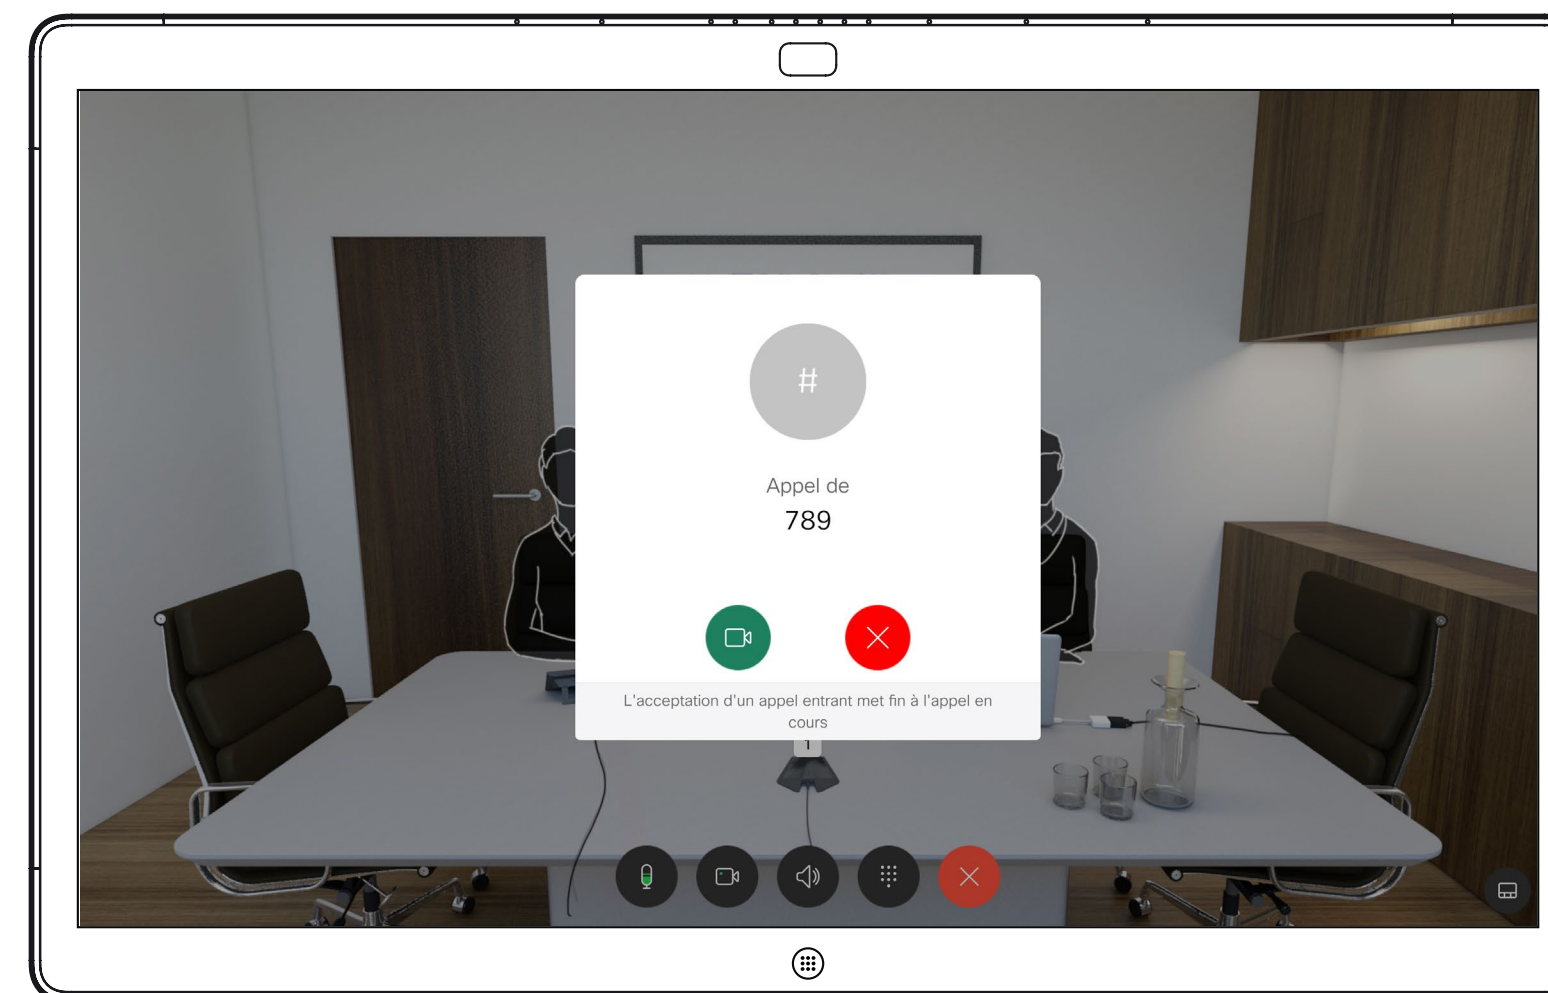 #
Appel de
789
L'acceptation d'un appel entrant met fin à l'appel en
cours
1